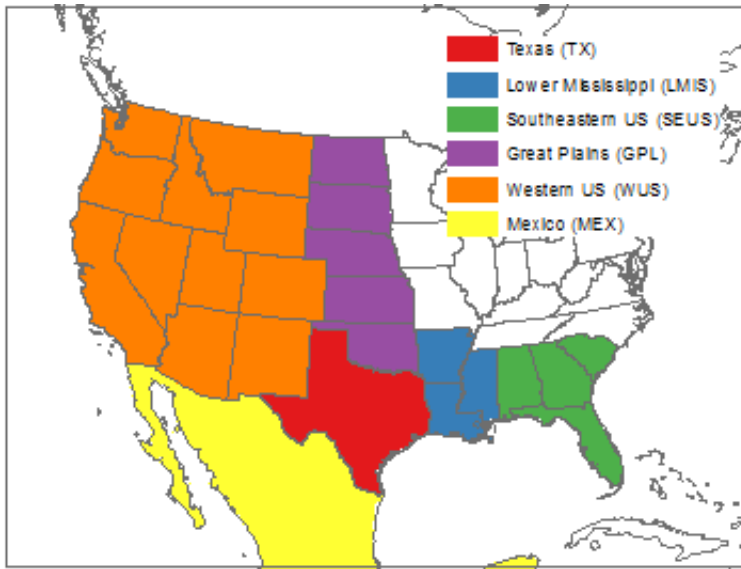 Texas (TX)
Lower Mississippi (LMIS)
Southeastern US (SEUS)
Great Plains (GPL)
Western US (WUS)
Mexico (MEX)